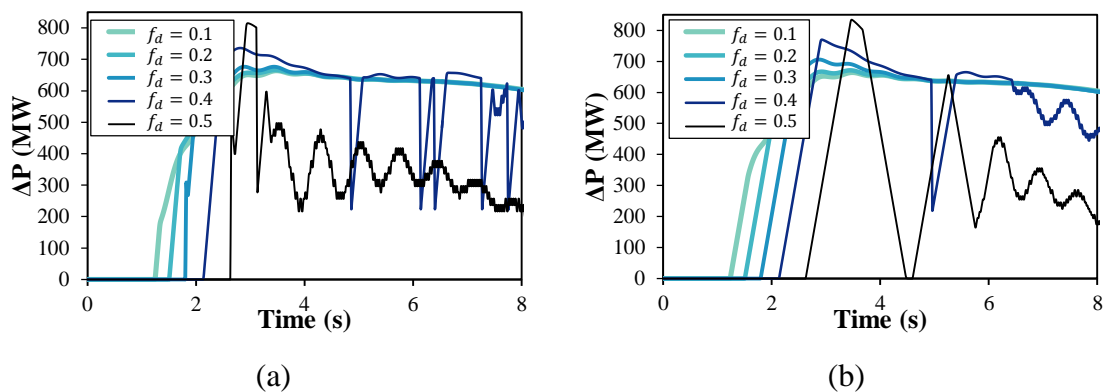 ΔP (MW)
800
700
600
500
400
300
200
100
0
f_d = 0.1
f_d = 0.2
f_d = 0.3
f_d = 0.4
f_d = 0.5
0 2 4 6 8
Time (s)
(a)
ΔP (MW)
800
700
600
500
400
300
200
100
0
f_d = 0.1
f_d = 0.2
f_d = 0.3
f_d = 0.4
f_d = 0.5
0 2 4 6 8
Time (s)
(b)